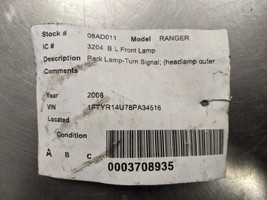 Stock # 08AD011 Model RANGER
IC # 3204 B L Front Lamp
Description Park Lamp-Turn Signal; (headlamp outer
Comments
Year 2008
VIN 1FTYR14U78PA34516
Located
Condition
A B C
0003708935